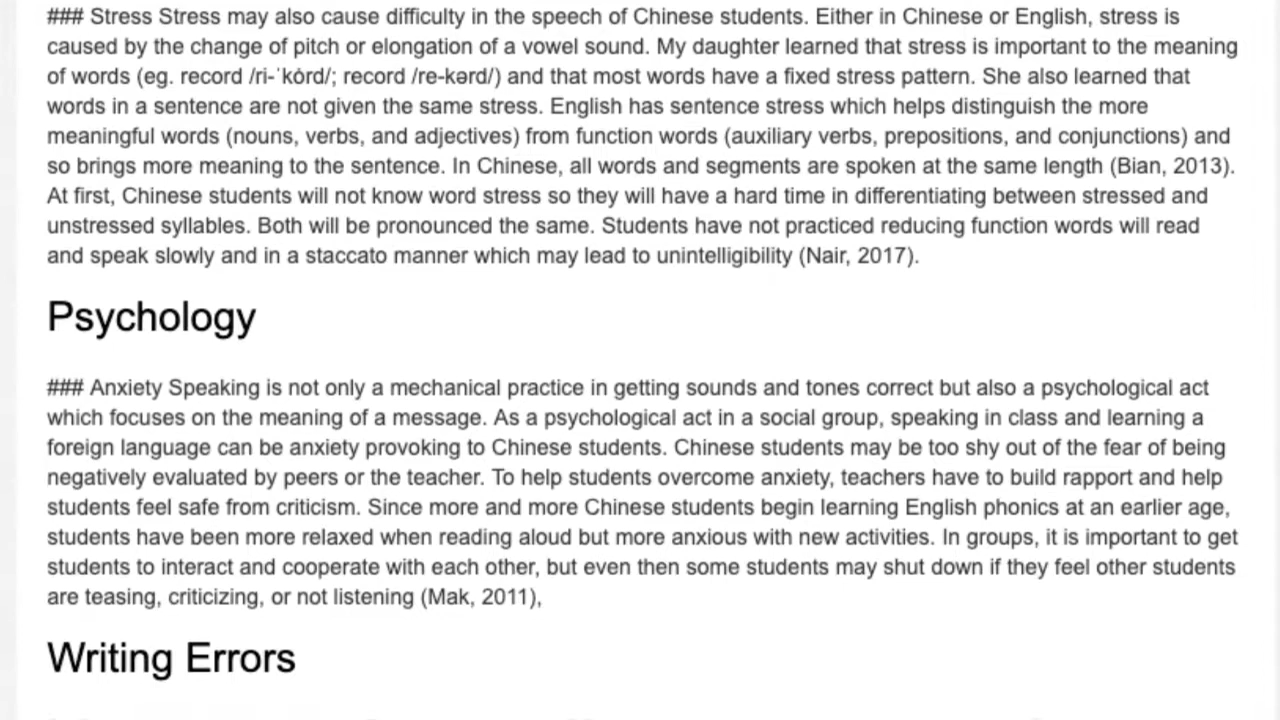 ### Stress Stress may also cause difficulty in the speech of Chinese students. Either in Chinese or English, stress is
caused by the change of pitch or elongation of a vowel sound. My daughter learned that stress is important to the meaning
of words (eg. record /ri-ˈkȯrd/; record /re-kərd/) and that most words have a fixed stress pattern. She also learned that
words in a sentence are not given the same stress. English has sentence stress which helps distinguish the more
meaningful words (nouns, verbs, and adjectives) from function words (auxiliary verbs, prepositions, and conjunctions) and
so brings more meaning to the sentence. In Chinese, all words and segments are spoken at the same length (Bian, 2013).
At first, Chinese students will not know word stress so they will have a hard time in differentiating between stressed and
unstressed syllables. Both will be pronounced the same. Students have not practiced reducing function words will read
and speak slowly and in a staccato manner which may lead to unintelligibility (Nair, 2017).
Psychology
### Anxiety Speaking is not only a mechanical practice in getting sounds and tones correct but also a psychological act
which focuses on the meaning of a message. As a psychological act in a social group, speaking in class and learning a
foreign language can be anxiety provoking to Chinese students. Chinese students may be too shy out of the fear of being
negatively evaluated by peers or the teacher. To help students overcome anxiety, teachers have to build rapport and help
students feel safe from criticism. Since more and more Chinese students begin learning English phonics at an earlier age,
students have been more relaxed when reading aloud but more anxious with new activities. In groups, it is important to get
students to interact and cooperate with each other, but even then some students may shut down if they feel other students
are teasing, criticizing, or not listening (Mak, 2011),
Writing Errors